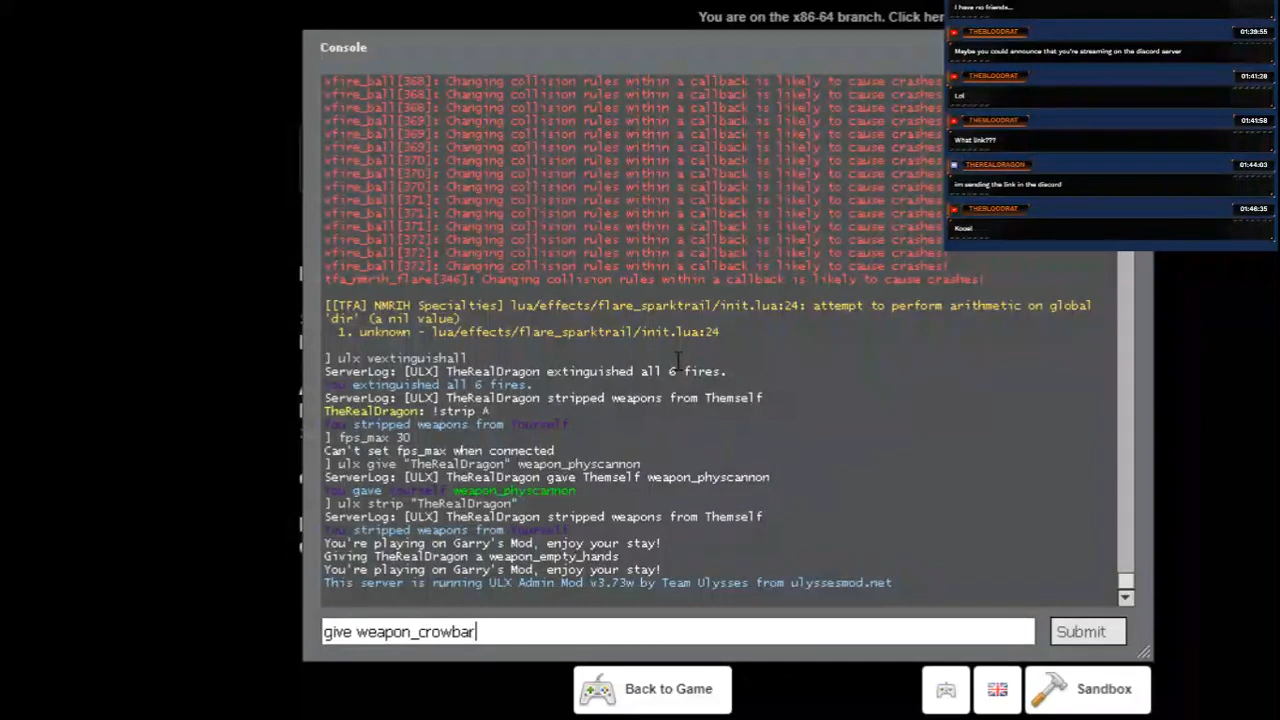 You are on the x86-64 branch. Click her
Console
vfire_ball[368]: Changing collision rules within a callback is likely to cause crashes
vfire_ball[368]: Changing collision rules within a callback is likely to cause crashes
vfire_ball[368]: Changing collision rules within a callback is likely to cause crashes
vfire_ball[369]: Changing collision rules within a callback is likely to cause crashes
vfire_ball[369]: Changing collision rules within a callback is likely to cause crashes
vfire_ball[369]: Changing collision rules within a callback is likely to cause crashes
vfire_ball[370]: Changing collision rules within a callback is likely to cause crashes
vfire_ball[370]: Changing collision rules within a callback is likely to cause crashes
vfire_ball[370]: Changing collision rules within a callback is likely to cause crashes
vfire_ball[371]: Changing collision rules within a callback is likely to cause crashes
vfire_ball[371]: Changing collision rules within a callback is likely to cause crashes
vfire_ball[371]: Changing collision rules within a callback is likely to cause crashes
vfire_ball[372]: Changing collision rules within a callback is likely to cause crashes
vfire_ball[372]: Changing collision rules within a callback is likely to cause crashes!
vfire_ball[372]: Changing collision rules within a callback is likely to cause crashes!
tfa_nmrih_flare[346]: Changing collision rules within a callback is likely to cause crashes!
[[TFA] NMRIH Specialties] lua/effects/flare_sparktrail/init.lua:24: attempt to perform arithmetic on global
'dir' (a nil value)
1. unknown - lua/effects/flare_sparktrail/init.lua:24
] ulx vextinguishall
ServerLog: [ULX] TheRealDragon extinguished all 6 fires.
You extinguished all 6 fires.
ServerLog: [ULX] TheRealDragon stripped weapons from Themself
TheRealDragon: !strip ^
You stripped weapons from Yourself
] fps_max 30
Can't set fps_max when connected
] ulx give "TheRealDragon" weapon_physcannon
ServerLog: [ULX] TheRealDragon gave Themself weapon_physcannon
You gave Yourself weapon_physcannon
] ulx strip "TheRealDragon"
ServerLog: [ULX] TheRealDragon stripped weapons from Themself
You stripped weapons from Yourself
You're playing on Garry's Mod, enjoy your stay!
Giving TheRealDragon a weapon_empty_hands
You're playing on Garry's Mod, enjoy your stay!
This server is running ULX Admin Mod v3.73w by Team Ulysses from ulyssesmod.net
give weapon_crowbar
Submit
Back to Game
Sandbox
I have no friends...
THEBLOODRAT 01:39:55
Maybe you could announce that you're streaming on the discord server
THEBLOODRAT 01:41:28
Lol
THEBLOODRAT 01:41:58
What link???
THEREALDRAGON 01:44:03
im sending the link in the discord
THEBLOODRAT 01:46:35